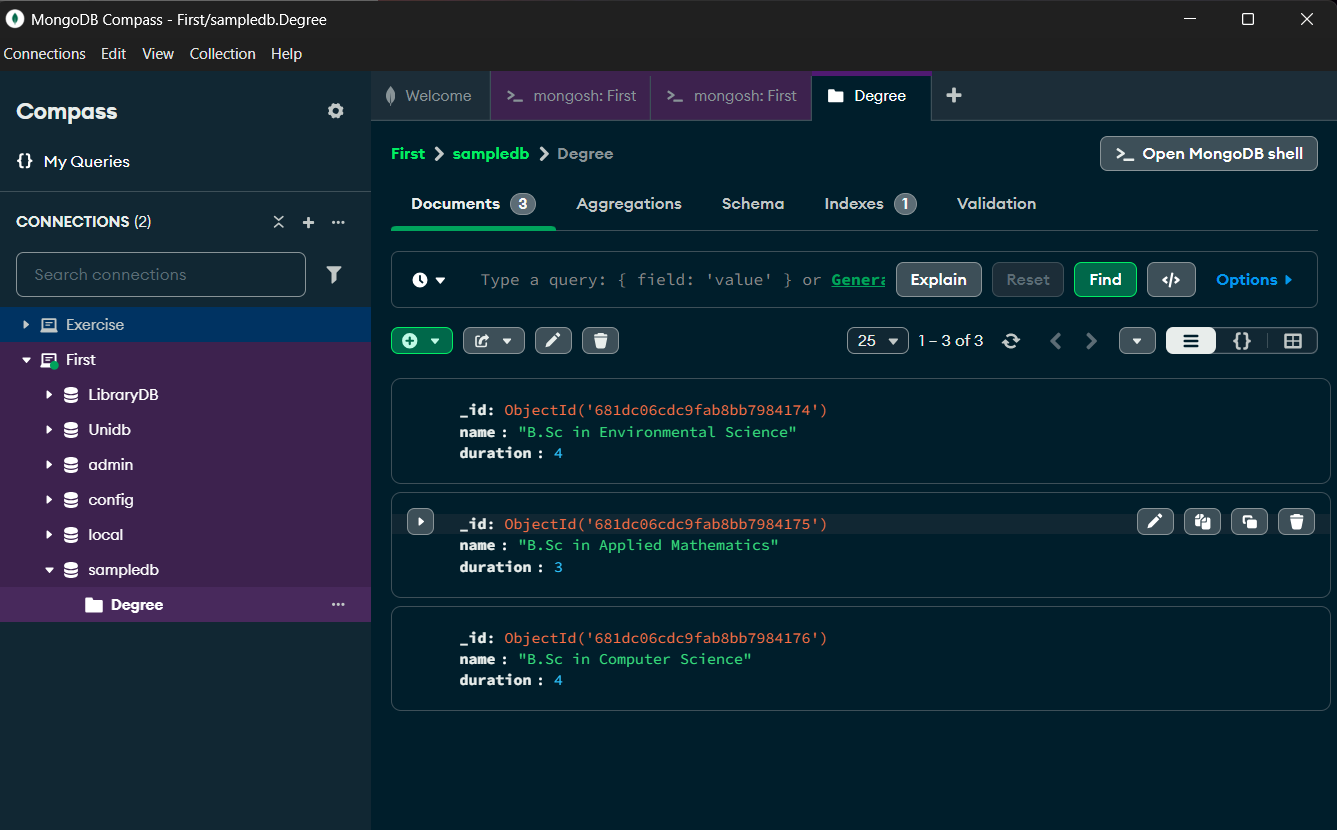 MongoDB Compass - First/sampledb.Degree
Connections Edit View Collection Help
Compass
{} My Queries
CONNECTIONS (2)
Search connections
Exercise
First
LibraryDB
Unidb
admin
config
local
sampledb
Degree
Welcome >_ mongosh: First >_ mongosh: First Degree
First > sampledb > Degree
>_ Open MongoDB shell
Documents 3 Aggregations Schema Indexes 1 Validation
Type a query: { field: 'value' } or Genera Explain Reset Find </> Options
25 1 – 3 of 3 {}
_id: ObjectId('681dc06cdc9fab8bb7984174')
name : "B.Sc in Environmental Science"
duration : 4
_id: ObjectId('681dc06cdc9fab8bb7984175')
name : "B.Sc in Applied Mathematics"
duration : 3
_id: ObjectId('681dc06cdc9fab8bb7984176')
name : "B.Sc in Computer Science"
duration : 4